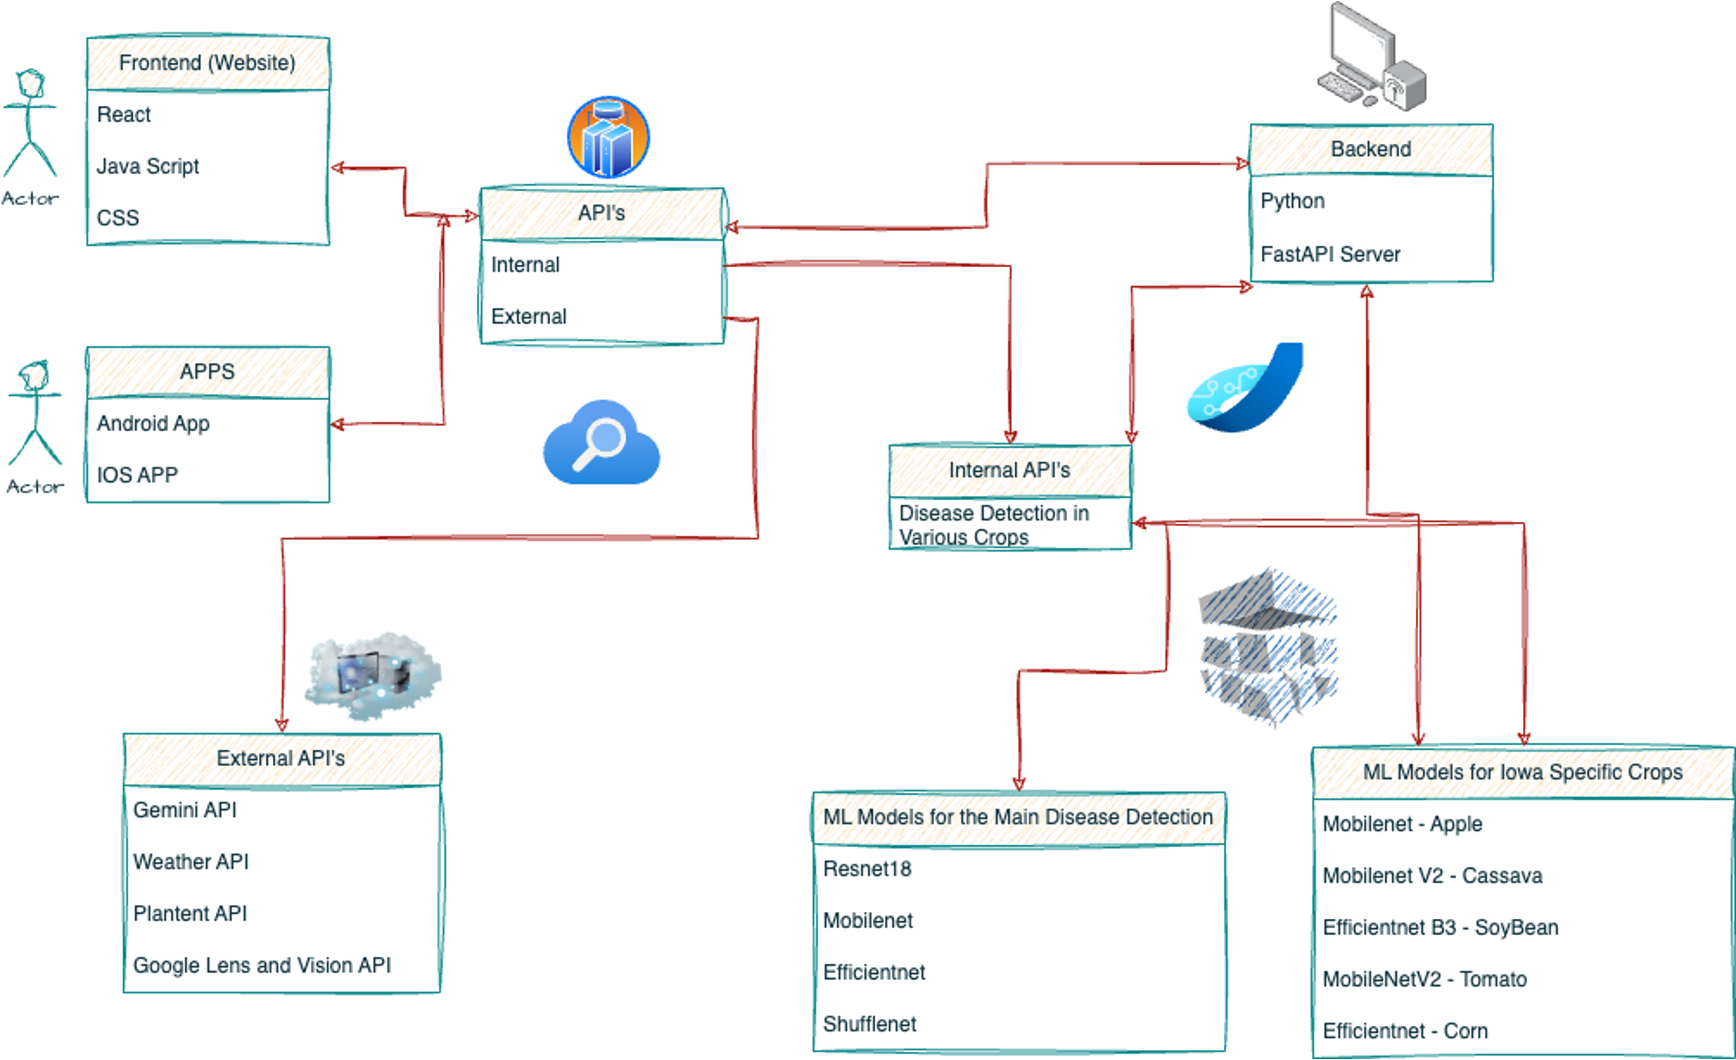 Frontend (Website)
React
Java Script
CSS
Actor
API's
Internal
External
Backend
Python
FastAPI Server
APPS
Android App
IOS APP
Actor
Internal API's
Disease Detection in
Various Crops
External API's
Gemini API
Weather API
Plantent API
Google Lens and Vision API
ML Models for the Main Disease Detection
Resnet18
Mobilenet
Efficientnet
Shufflenet
ML Models for Iowa Specific Crops
Mobilenet - Apple
Mobilenet V2 - Cassava
Efficientnet B3 - SoyBean
MobileNetV2 - Tomato
Efficientnet - Corn